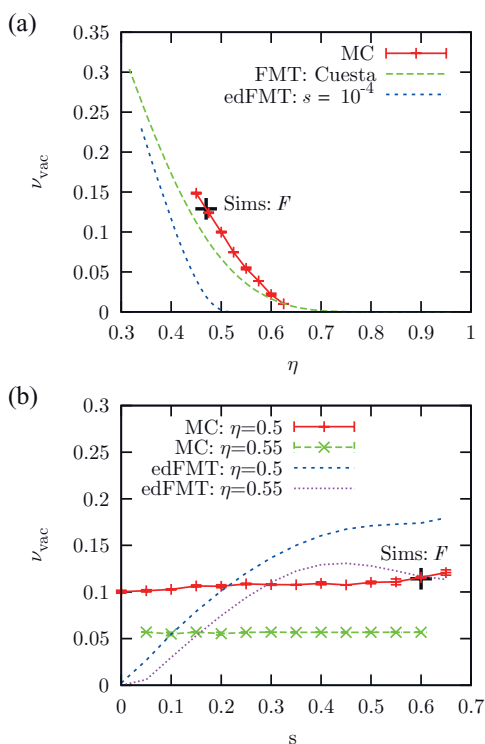 (a)
0.35
0.3
0.25
0.2
0.15
0.1
0.05
0
ν_vac
MC
FMT: Cuesta
edFMT: s = 10^-4
Sims: F
0.3 0.4 0.5 0.6 0.7 0.8 0.9 1
η
(b)
0.3
0.25
0.2
0.15
0.1
0.05
0
ν_vac
MC: η=0.5
MC: η=0.55
edFMT: η=0.5
edFMT: η=0.55
Sims: F
0 0.1 0.2 0.3 0.4 0.5 0.6 0.7
s